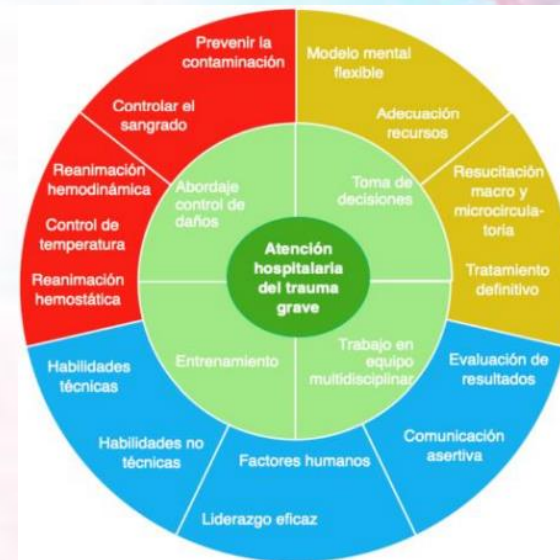 Prevenir la
contaminación
Controlar el
sangrado
Reanimación
hemodinámica
Control de
temperatura
Reanimación
hemostática
Modelo mental
flexible
Adecuación
recursos
Resucitación
macro y
microcircula-
toria
Tratamiento
definitivo
Abordaje
control de
daños
Toma de
decisiones
Atención
hospitalaria
del trauma
grave
Entrenamiento
Trabajo en
equipo
multidisciplinar
Habilidades
técnicas
Habilidades no
técnicas
Factores humanos
Liderazgo eficaz
Evaluación de
resultados
Comunicación
asertiva